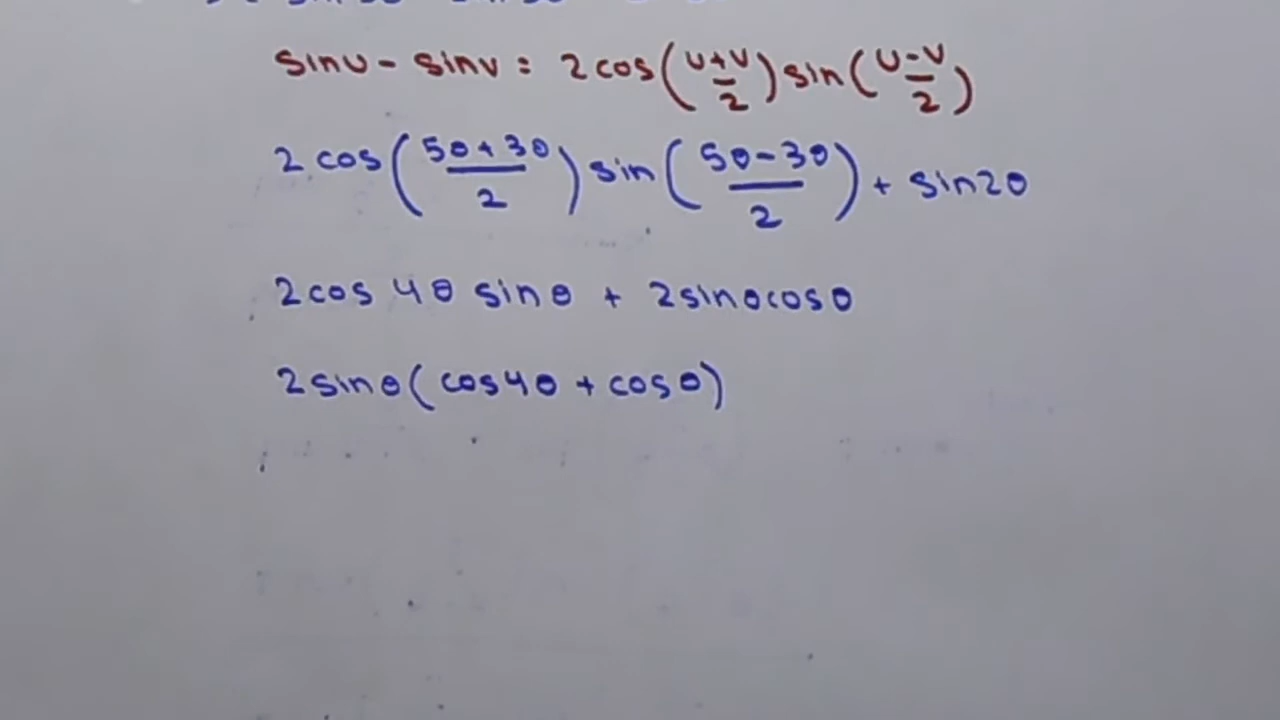 sinu - sinv = 2cos(u+v/2)sin(u-v/2)
2cos(5θ+3θ/2)sin(5θ-3θ/2) + sin2θ
2cos4θ sinθ + 2sinθcosθ
2sinθ(cos4θ + cosθ)